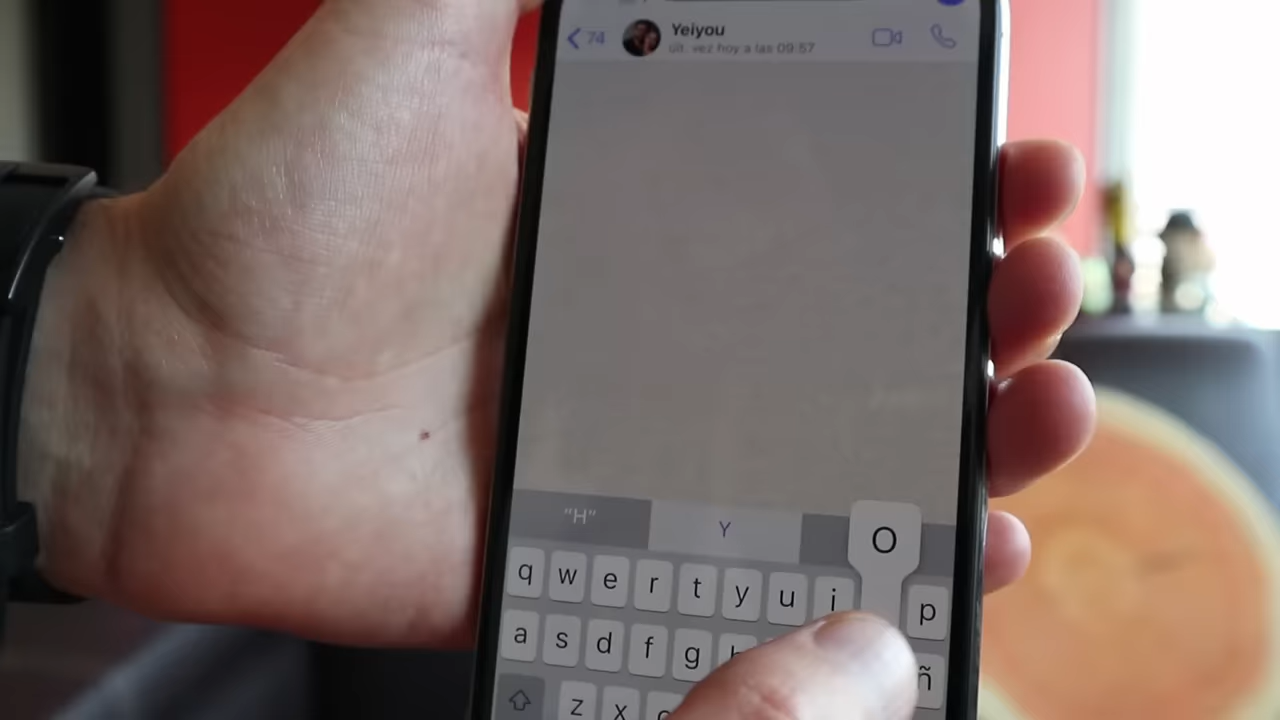 74
Yeiyou
últ. vez hoy a las 09:57
"H"
Y
O
q w e r t y u i p
a s d f g ñ
z x